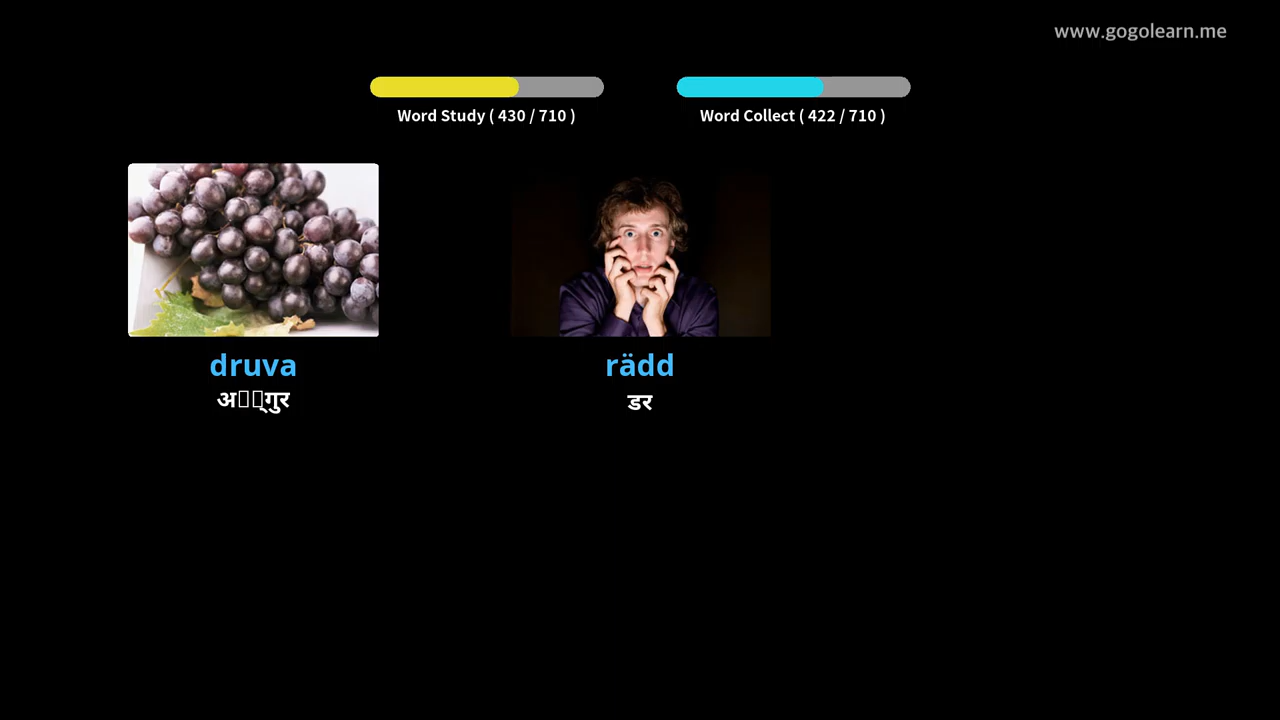 www.gogolearn.me
Word Study ( 430 / 710 )
Word Collect ( 422 / 710 )
druva
rädd
डर